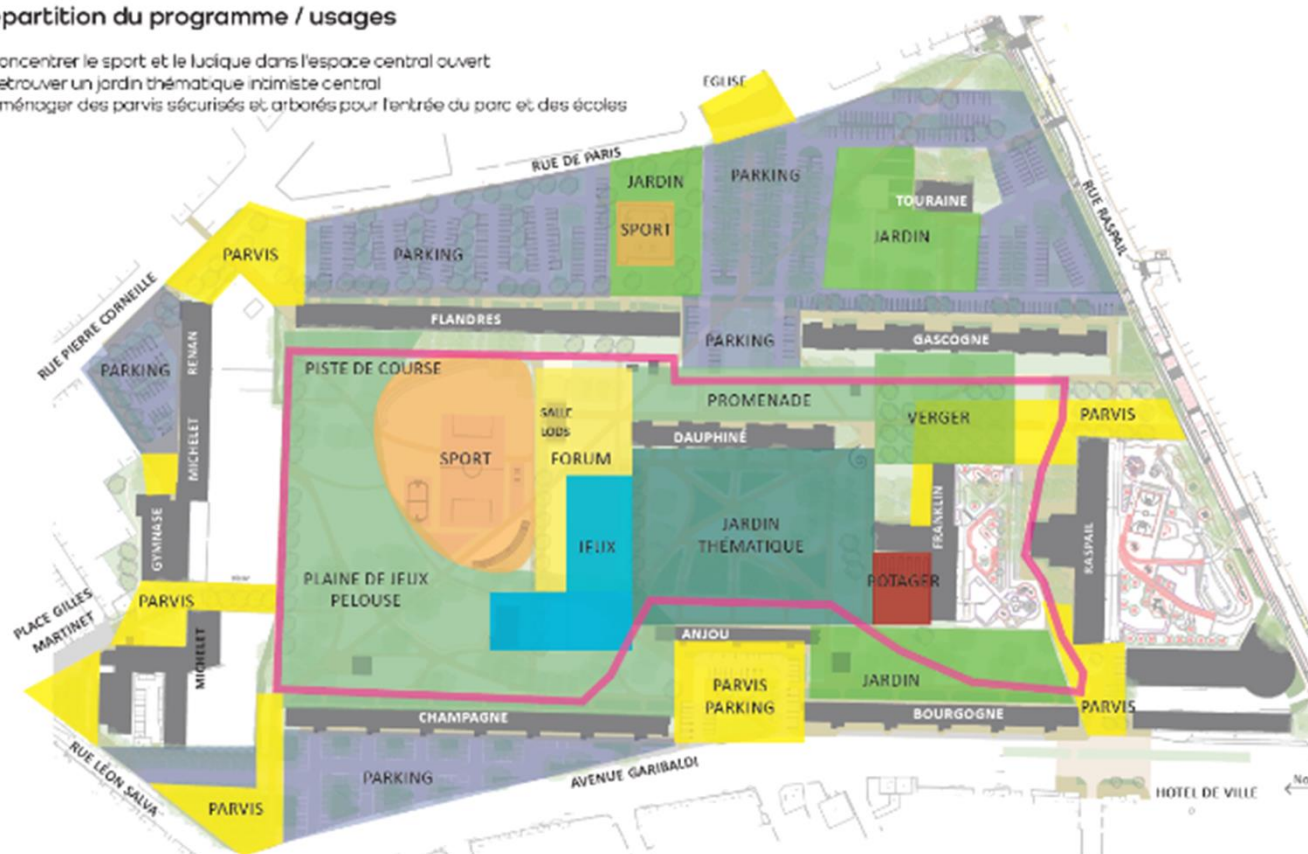 partition du programme / usages
oncentrer le sport et le ludique dans l'espace central ouvert
etrouver un jardin thématique intimiste central
ménager des parvis sécurisés et arborés pour l'entrée du parc et des écoles
EGLISE
RUE DE PARIS
JARDIN
PARKING
SPORT
TOURAINE
JARDIN
RUE RASPAIL
PARVIS
PARKING
RUE PIERRE CORNEILLE
FLANDRES
PARKING
GASCOGNE
PARKING
RENAN
MICHELET
PISTE DE COURSE
PROMENADE
SALLE
LODS
VERGER
PARVIS
DAUPHINÉ
SPORT
FORUM
GYMNASE
JEUX
JARDIN
THÉMATIQUE
FRANKLIN
RASPAIL
PLAINE DE JEUX
PELOUSE
POTAGER
PARVIS
PLACE GILLES
MARTINET
MICHELET
ANJOU
PARVIS
PARKING
JARDIN
CHAMPAGNE
BOURGOGNE
PARVIS
RUE LÉON SALVA
PARKING
AVENUE GARIBALDI
PARVIS
HOTEL DE VILLE